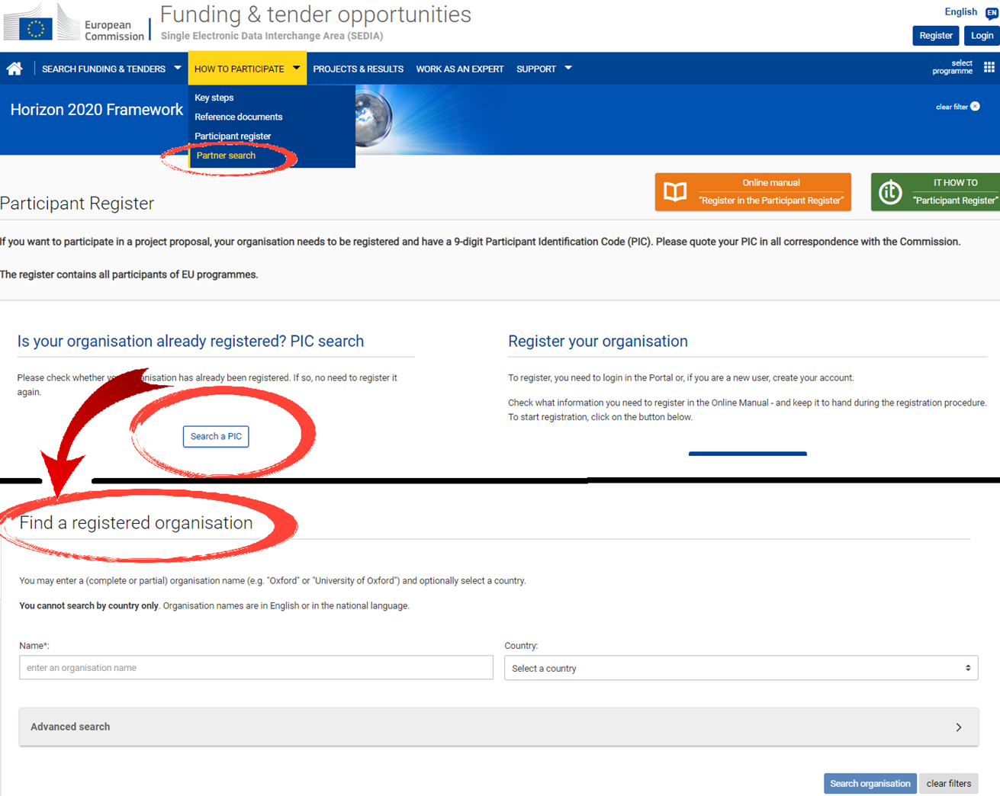 European
Commission
Funding & tender opportunities
Single Electronic Data Interchange Area (SEDIA)
English EN
Register Login
SEARCH FUNDING & TENDERS HOW TO PARTICIPATE PROJECTS & RESULTS WORK AS AN EXPERT SUPPORT
select
programme
Key steps
Reference documents
Participant register
Partner search
Horizon 2020 Framework
clear filter
Participant Register
Online manual
"Register in the Participant Register"
it
IT HOW TO
"Participant Register"
If you want to participate in a project proposal, your organisation needs to be registered and have a 9-digit Participant Identification Code (PIC). Please quote your PIC in all correspondence with the Commission.
The register contains all participants of EU programmes.
Is your organisation already registered? PIC search
Please check whether organisation has already been registered. If so, no need to register it
again.
Search a PIC
Register your organisation
To register, you need to login in the Portal or, if you are a new user, create your account.
Check what information you need to register in the Online Manual - and keep it to hand during the registration procedure.
To start registration, click on the button below.
Find a registered organisation
You may enter a (complete or partial) organisation name (e.g. "Oxford" or "University of Oxford") and optionally select a country.
You cannot search by country only. Organisation names are in English or in the national language.
Name*:
enter an organisation name
Country:
Select a country
Advanced search
Search organisation clear filters